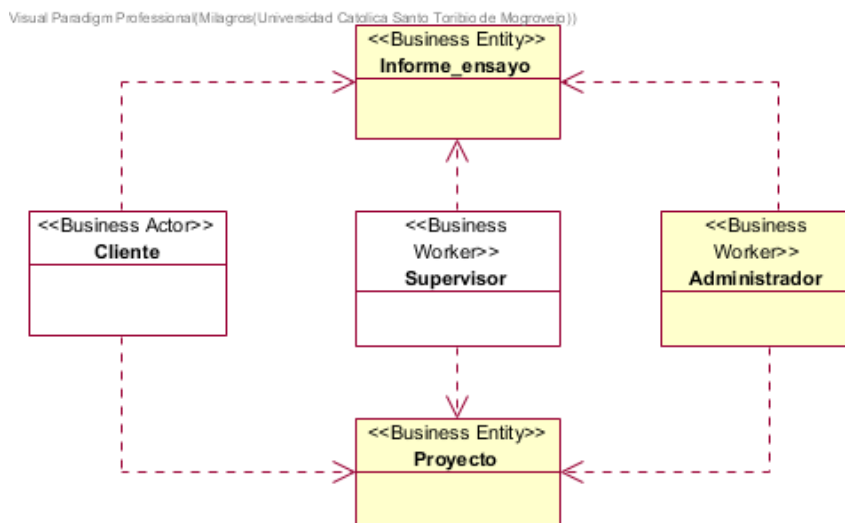 Visual Paradigm Professional(Milagros(Universidad Catolica Santo Toribio de Mogrovejo))
<<Business Entity>>
Informe_ensayo
<<Business Actor>>
Cliente
<<Business
Worker>>
Supervisor
<<Business
Worker>>
Administrador
<<Business Entity>>
Proyecto